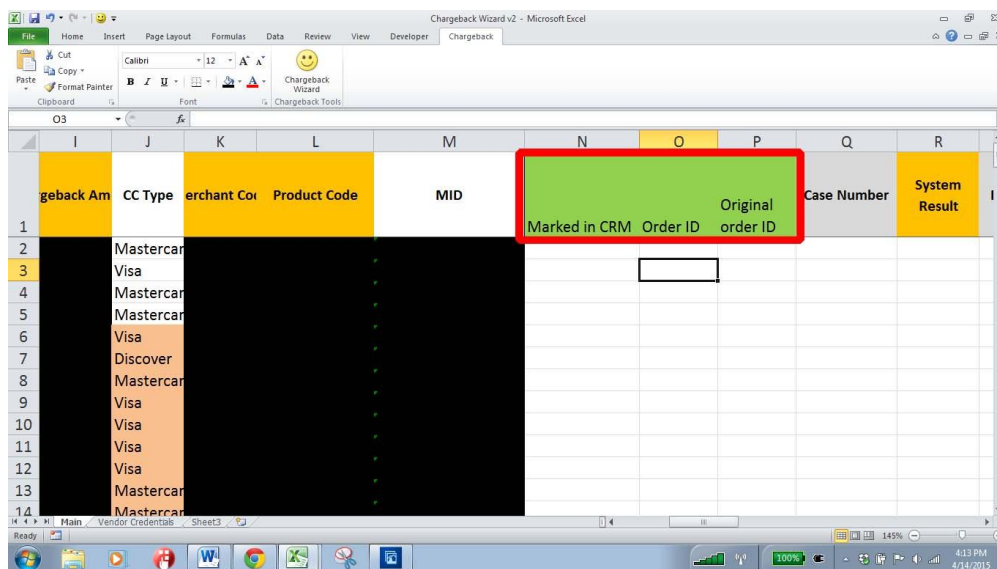 Chargeback Wizard v2 - Microsoft Excel
File Home Insert Page Layout Formulas Data Review View Developer Chargeback
Paste
Cut
Copy
Format Painter
Clipboard
Calibri 12 A A
B I U A
Font
Chargeback Wizard
Chargeback Tools
O3 fx
I J K L M N O P Q R
1 geback Am CC Type erchant Co Product Code MID Marked in CRM Order ID Original order ID Case Number System Result
2 Mastercar
3 Visa
4 Mastercar
5 Mastercar
6 Visa
7 Discover
8 Mastercar
9 Visa
10 Visa
11 Visa
12 Visa
13 Mastercar
14 Mastercar
Main Vendor Credentials Sheet3
Ready 145%
100% 4:13 PM
4/14/2015